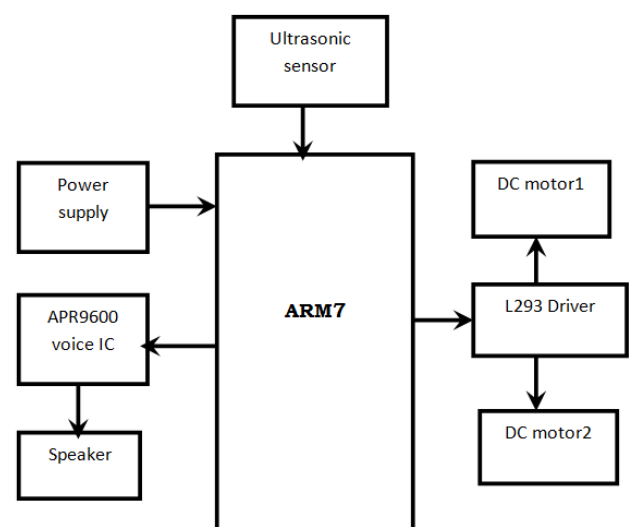 Ultrasonic
sensor
Power
supply
DC motor1
ARM7
APR9600
voice IC
L293 Driver
Speaker
DC motor2